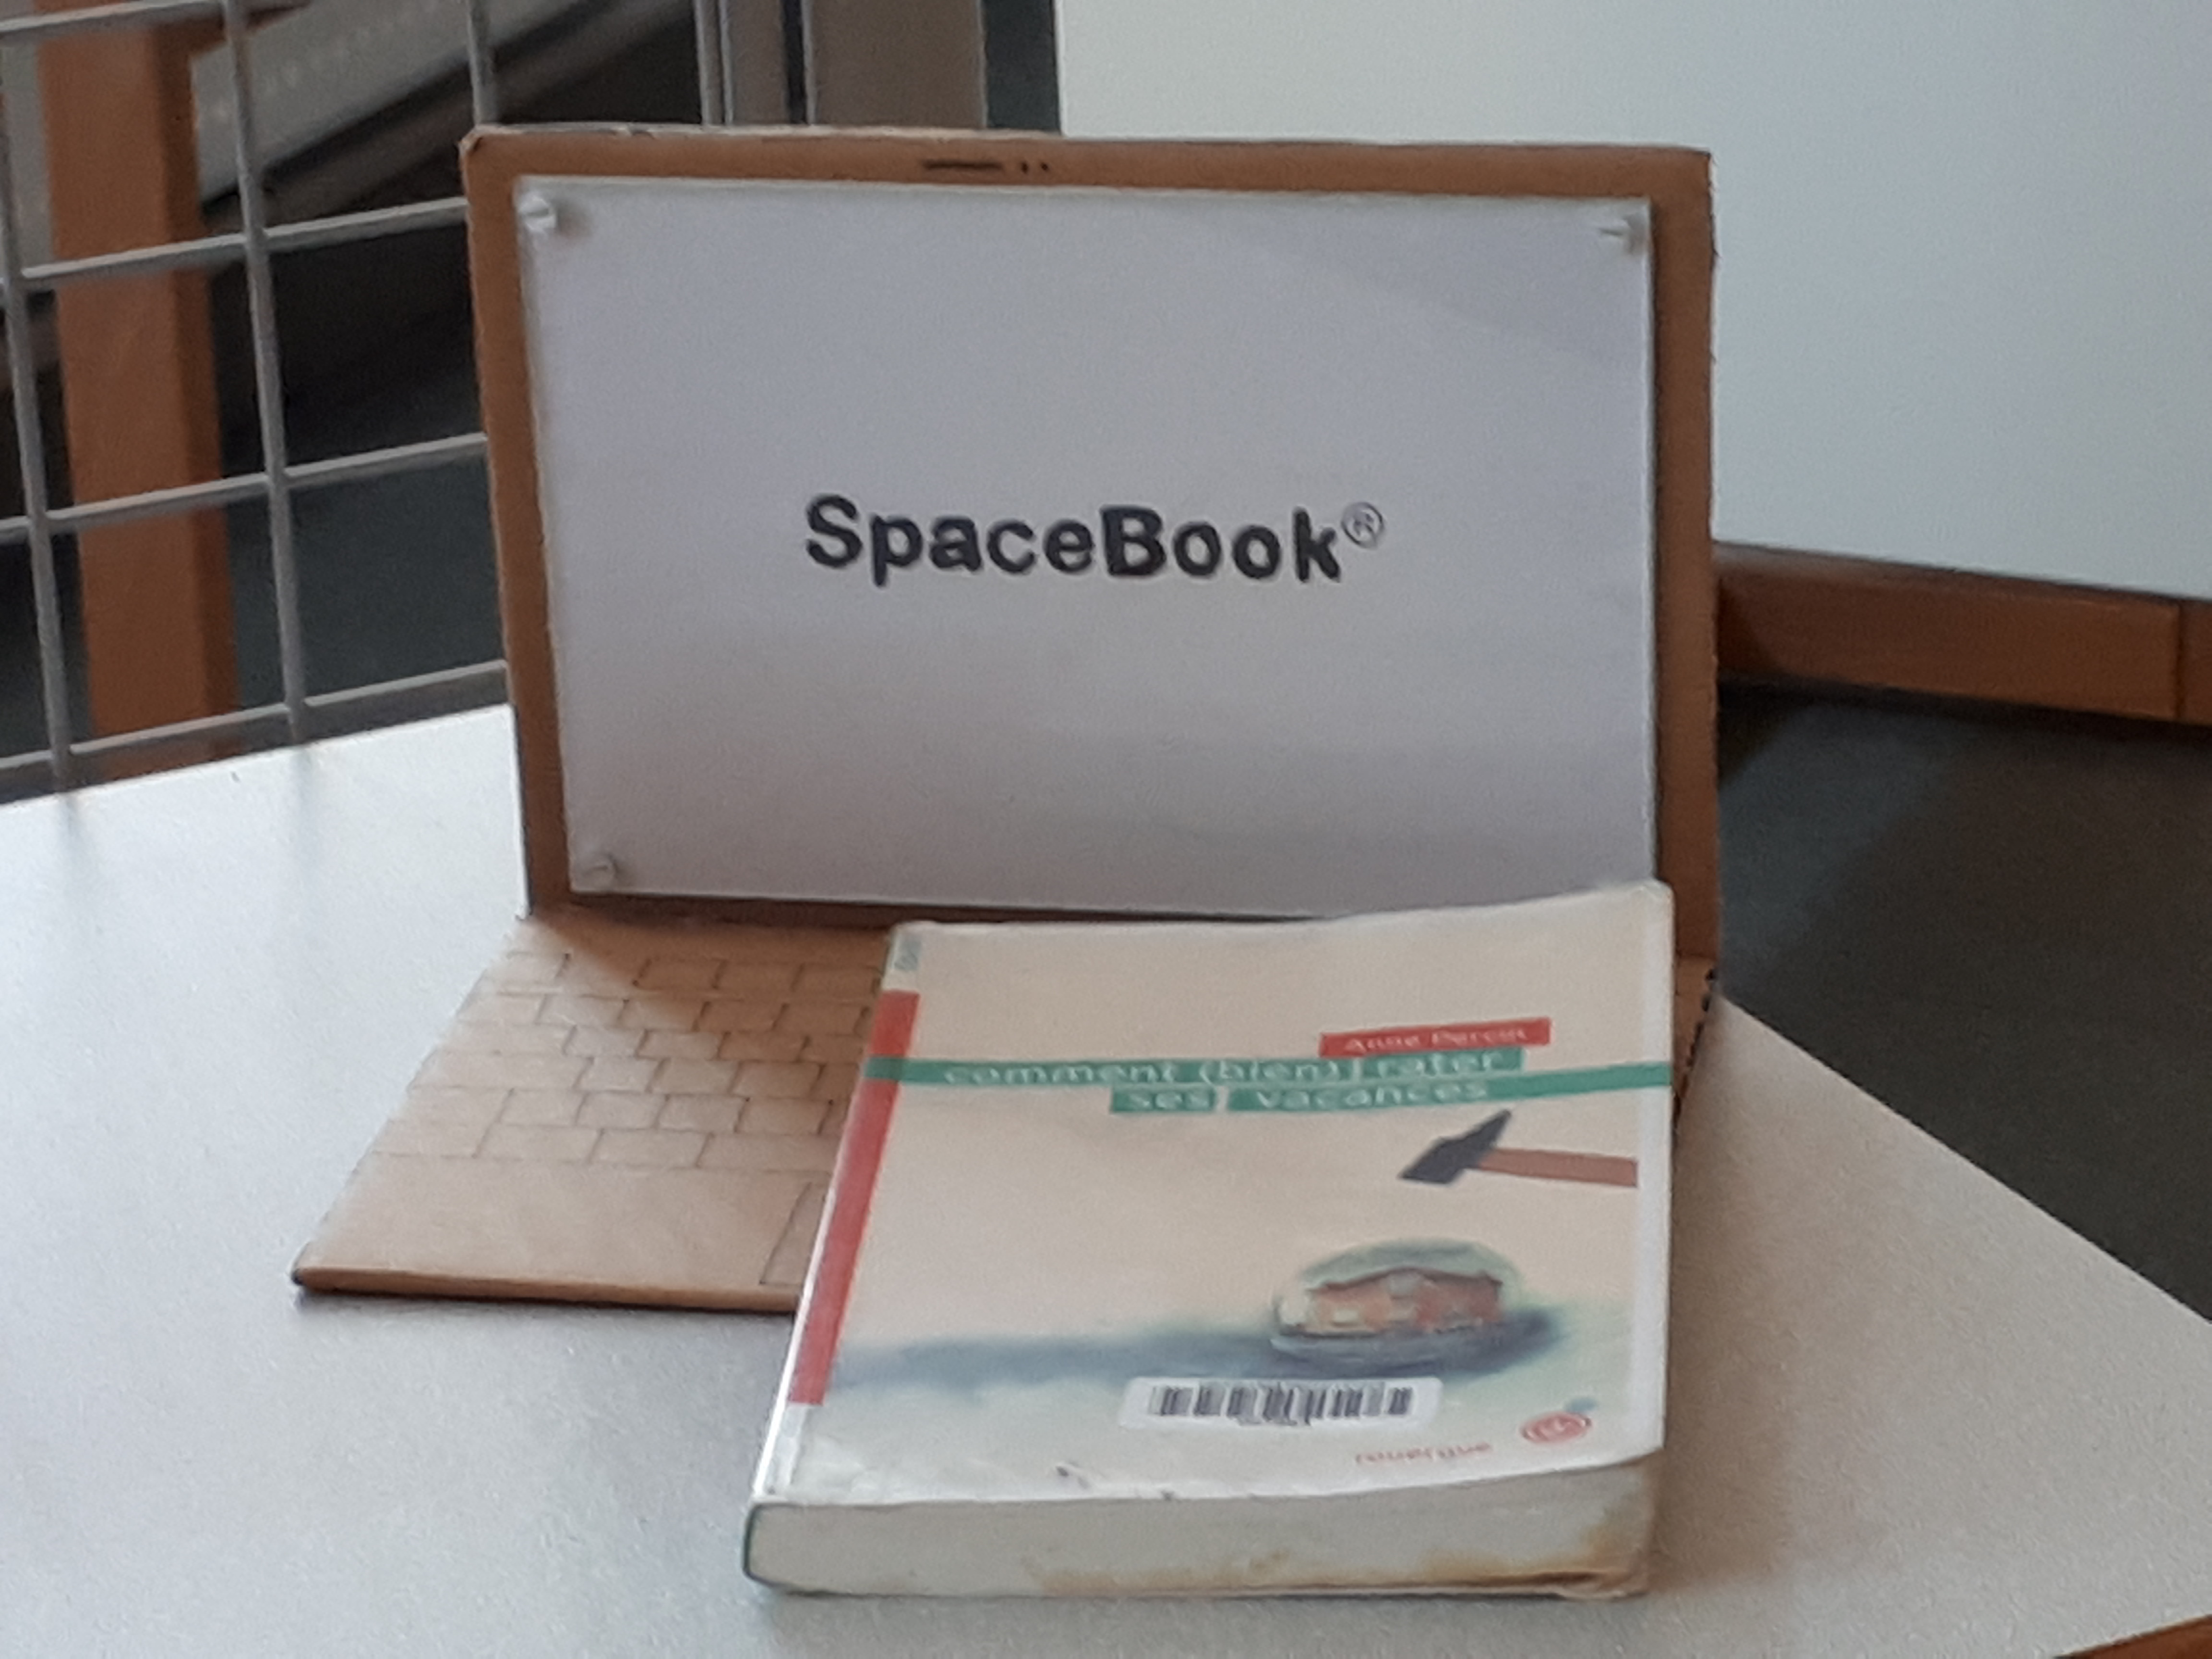 SpaceBook®
Anne Percin
comment (bien) rater
ses vacances
rouergue